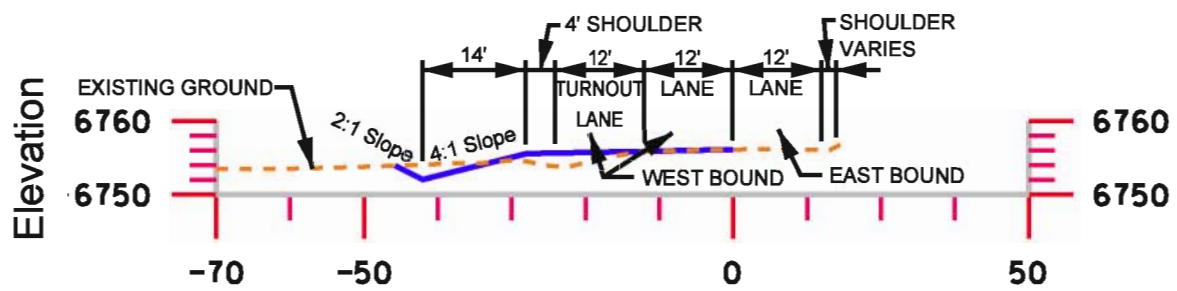 4' SHOULDER
SHOULDER
VARIES
14'
12'
12'
12'
EXISTING GROUND
TURNOUT
LANE
LANE
LANE
2:1 Slope
4:1 Slope
6760
6760
WEST BOUND
EAST BOUND
6750
6750
Elevation
-70
-50
0
50